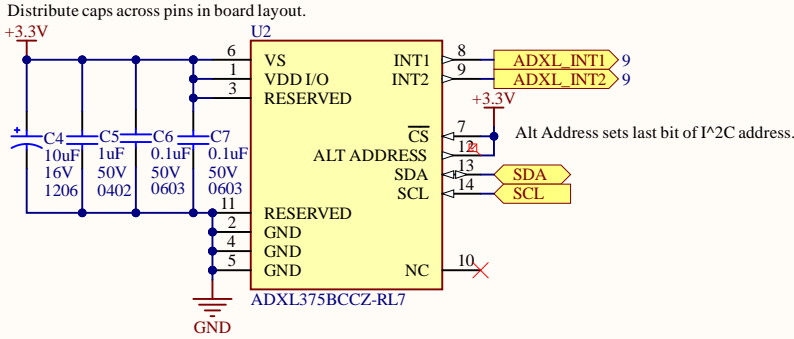 Distribute caps across pins in board layout.
+3.3V
U2
6 VS INT1 8 ADXL_INT1 9
1 VDD I/O INT2 9 ADXL_INT2 9
3 RESERVED
+3.3V
CS 7 Alt Address sets last bit of I^2C address.
ALT ADDRESS 12
SDA 13 SDA
SCL 14 SCL
+ C4 C5 C6 C7
10uF 1uF 0.1uF 0.1uF
16V 50V 50V 50V
1206 0402 0603 0603
11 RESERVED
2 GND
4 GND
5 GND NC 10
ADXL375BCCZ-RL7
GND